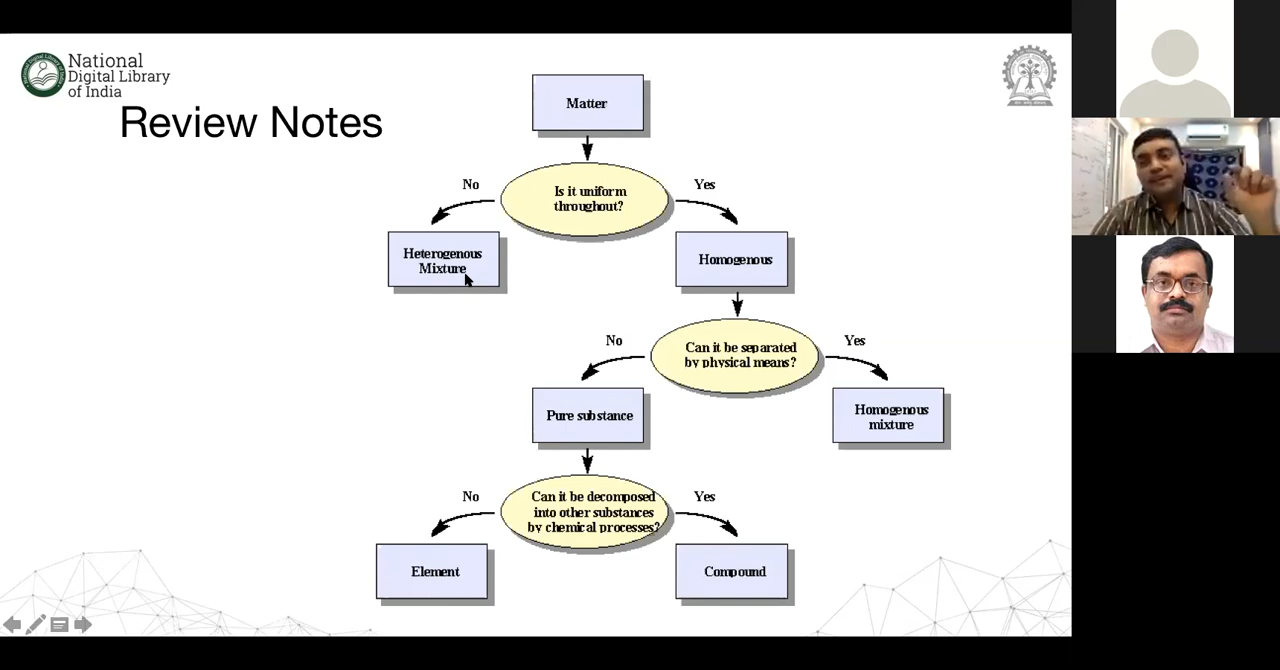 National
Digital Library
of India
Review Notes
Matter
Is it uniform
throughout?
No
Yes
Heterogenous
Mixture
Homogenous
Can it be separated
by physical means?
No
Yes
Pure substance
Homogenous
mixture
Can it be decomposed
into other substances
by chemical processes?
No
Yes
Element
Compound